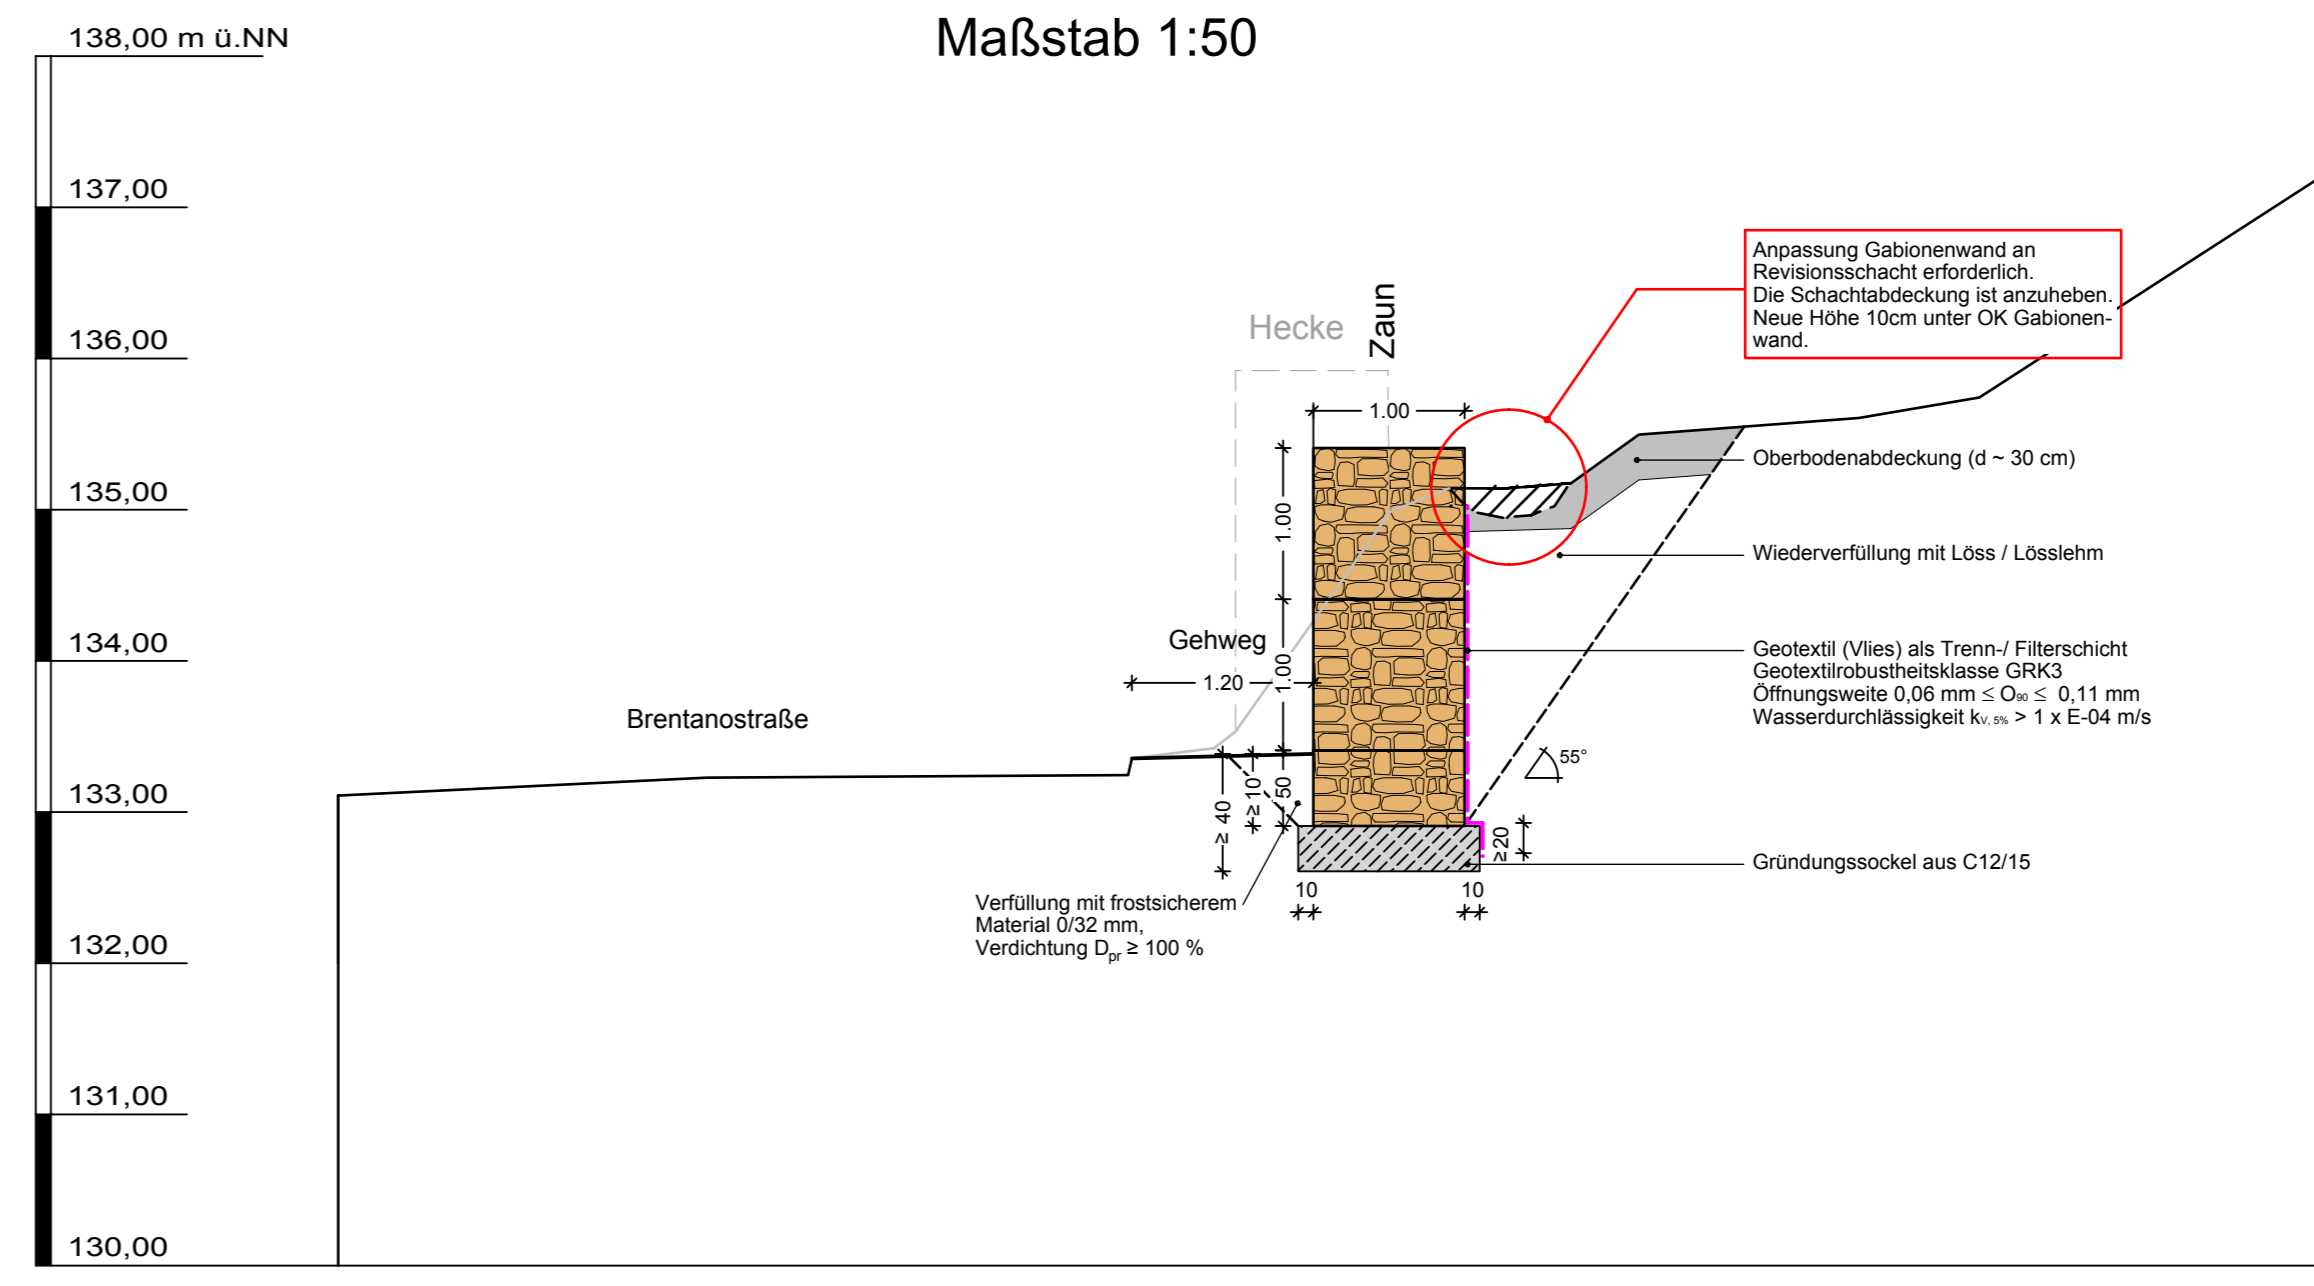 Maßstab 1:50
138,00 m ü.NN
137,00
136,00
135,00
134,00
133,00
132,00
131,00
130,00
Anpassung Gabionenwand an
Revisionsschacht erforderlich.
Die Schachtabdeckung ist anzuheben.
Neue Höhe 10cm unter OK Gabionen-
wand.
Hecke
Zaun
1.00
1.00
1.00
50
Gehweg
1.20
Brentanostraße
≥ 40
≥ 10
Oberbodenabdeckung (d ~ 30 cm)
Wiederverfüllung mit Löss / Lösslehm
Geotextil (Vlies) als Trenn-/ Filterschicht
Geotextilrobustheitsklasse GRK3
Öffnungsweite 0,06 mm ≤ O₉₀ ≤ 0,11 mm
Wasserdurchlässigkeit kv, 5% > 1 x E-04 m/s
55°
≥20
Gründungssockel aus C12/15
10
10
Verfüllung mit frostsicherem
Material 0/32 mm,
Verdichtung Dpr ≥ 100 %